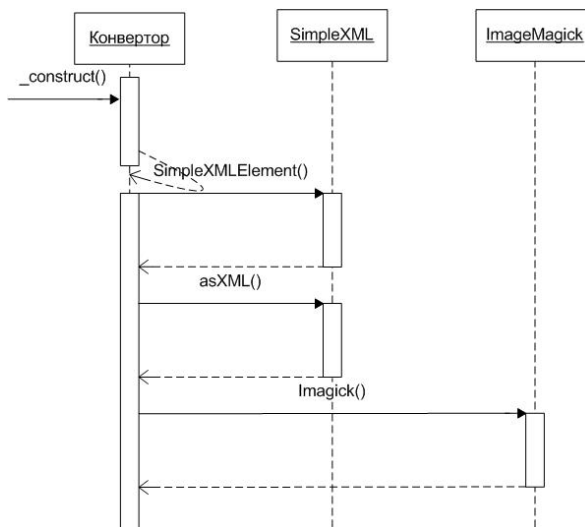 Конвертор
SimpleXML
ImageMagick
_construct()
SimpleXMLElement()
asXML()
Imagick()